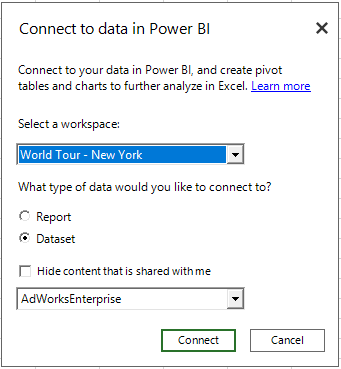 Connect to data in Power BI
Connect to your data in Power BI, and create pivot
tables and charts to further analyze in Excel. Learn more
Select a workspace:
World Tour - New York
What type of data would you like to connect to?
Report
Dataset
Hide content that is shared with me
AdWorksEnterprise
Connect Cancel